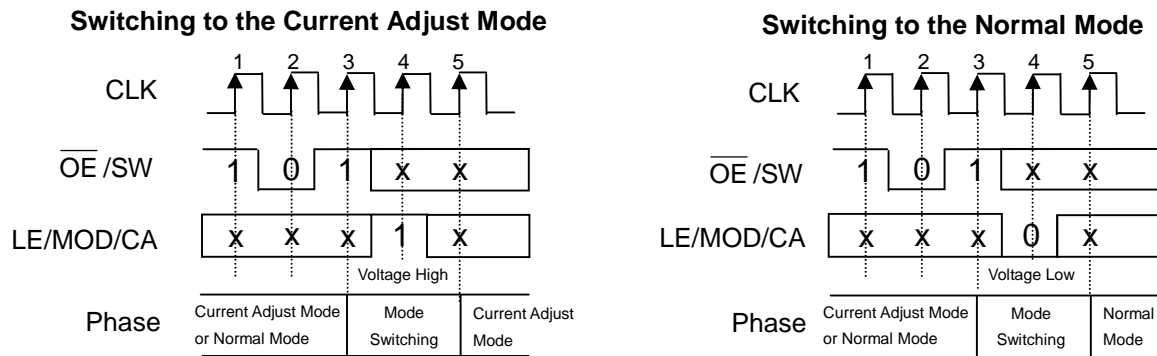 Switching to the Current Adjust Mode
1 2 3 4 5
CLK
OE/SW
1 0 1 x x
LE/MOD/CA
x x x 1 x
Voltage High
Phase
Current Adjust Mode
or Normal Mode
Mode
Switching
Current Adjust
Mode
Switching to the Normal Mode
1 2 3 4 5
CLK
OE/SW
1 0 1 x x
LE/MOD/CA
x x x 0 x
Voltage Low
Phase
Current Adjust Mode
or Normal Mode
Mode
Switching
Normal
Mode